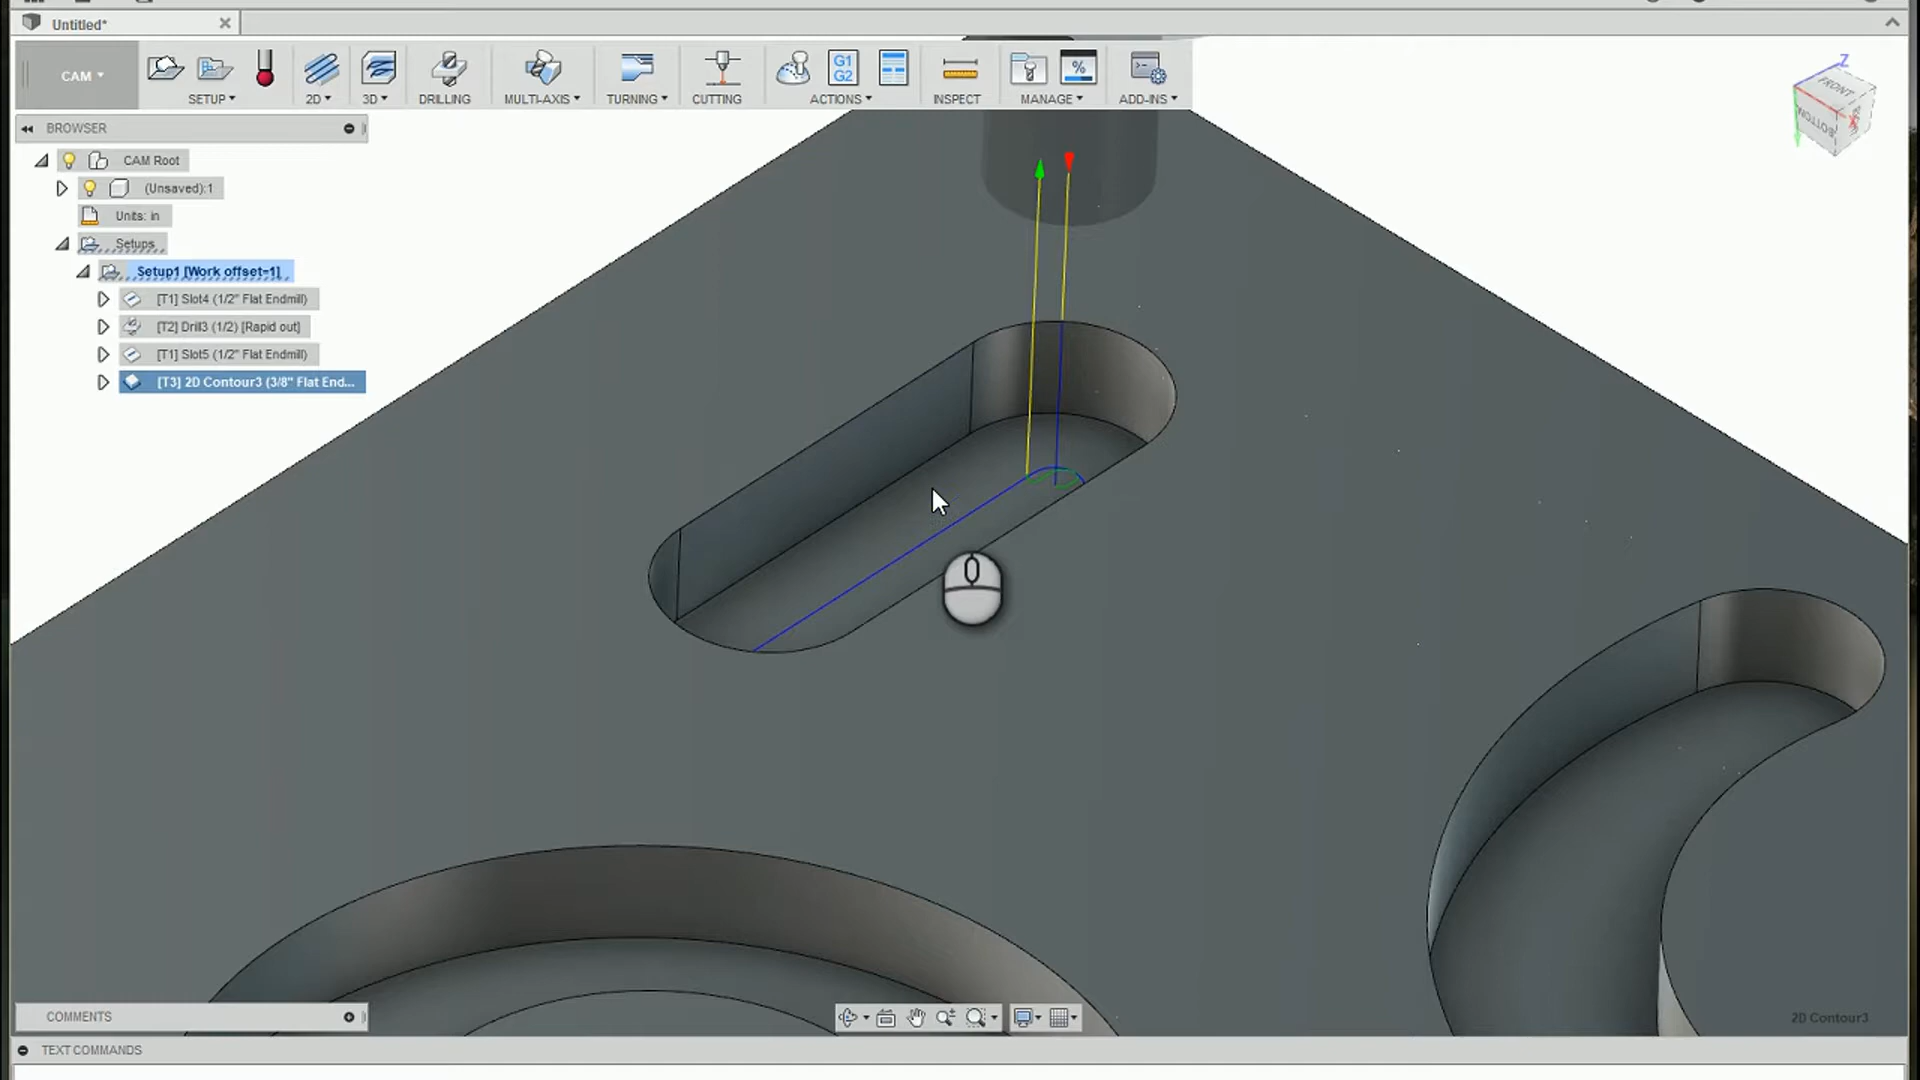 Untitled*
CAM
SETUP
2D
3D
DRILLING
MULTI-AXIS
TURNING
CUTTING
G1
G2
ACTIONS
INSPECT
%
MANAGE
ADD-INS
Z
FRONT
BOTTOM
X
BROWSER
CAM Root
(Unsaved):1
Units: in
Setups
Setup1 [Work offset=1]
[T1] Slot4 (1/2" Flat Endmill)
[T2] Drill3 (1/2) [Rapid out]
[T1] Slot5 (1/2" Flat Endmill)
[T3] 2D Contour3 (3/8" Flat End...
COMMENTS
2D Contour3
TEXT COMMANDS